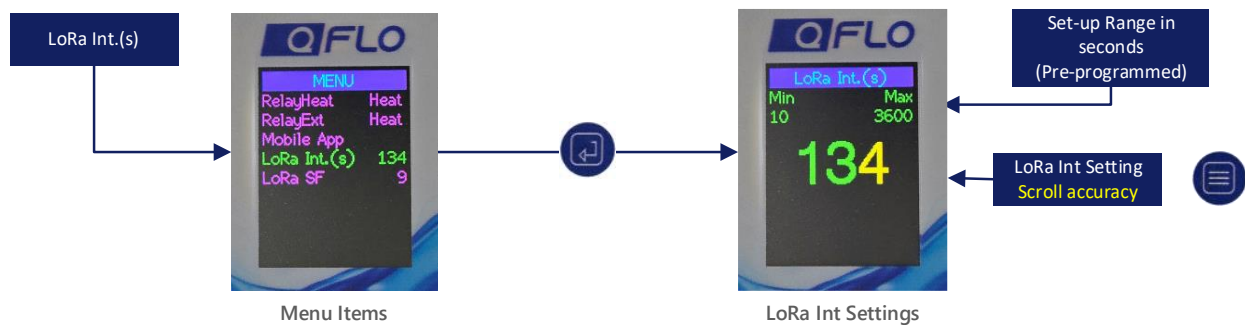 LoRa Int.(s)
QFLO
MENU
RelayHeat Heat
RelayExt Heat
Mobile App
LoRa Int.(s) 134
LoRa SF 9
Menu Items
QFLO
LoRa Int.(s)
Min Max
10 3600
134
LoRa Int Settings
Set-up Range in
seconds
(Pre-programmed)
LoRa Int Setting
Scroll accuracy